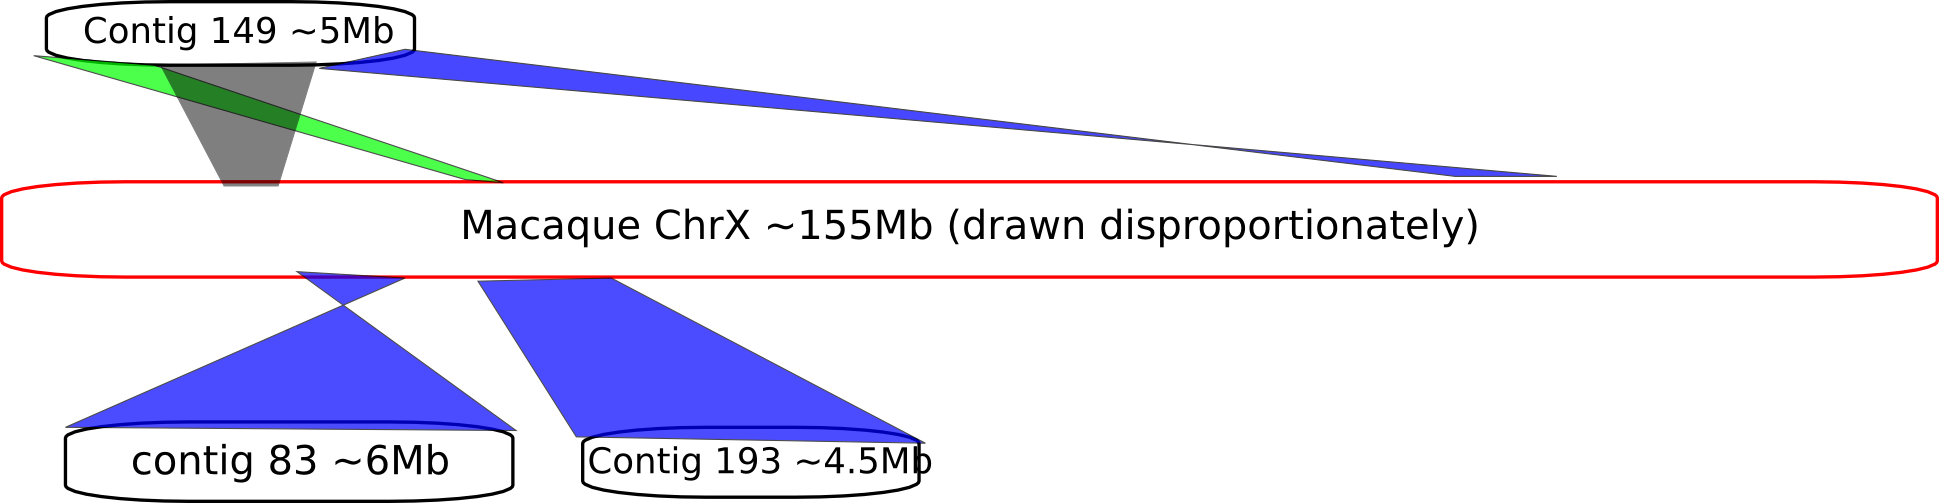 Contig 149 ~5Mb
Macaque ChrX ~155Mb (drawn disproportionately)
contig 83 ~6Mb
Contig 193 ~4.5Mb